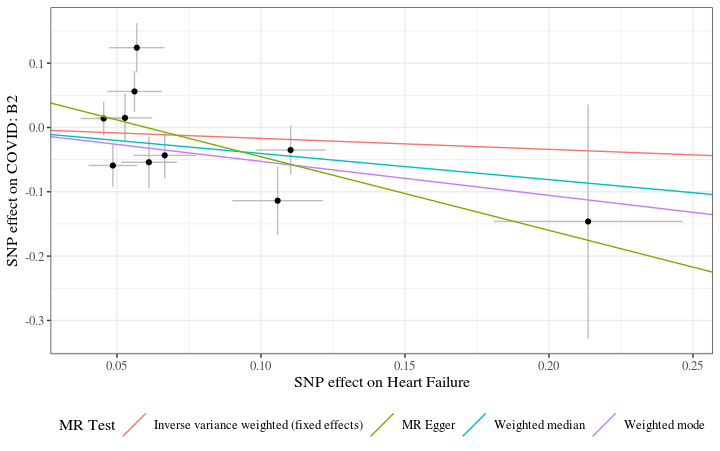 0.1
0.0
-0.1
-0.2
-0.3
SNP effect on COVID: B2
0.05
0.10
0.15
0.20
0.25
SNP effect on Heart Failure
MR Test
Inverse variance weighted (fixed effects)
MR Egger
Weighted median
Weighted mode